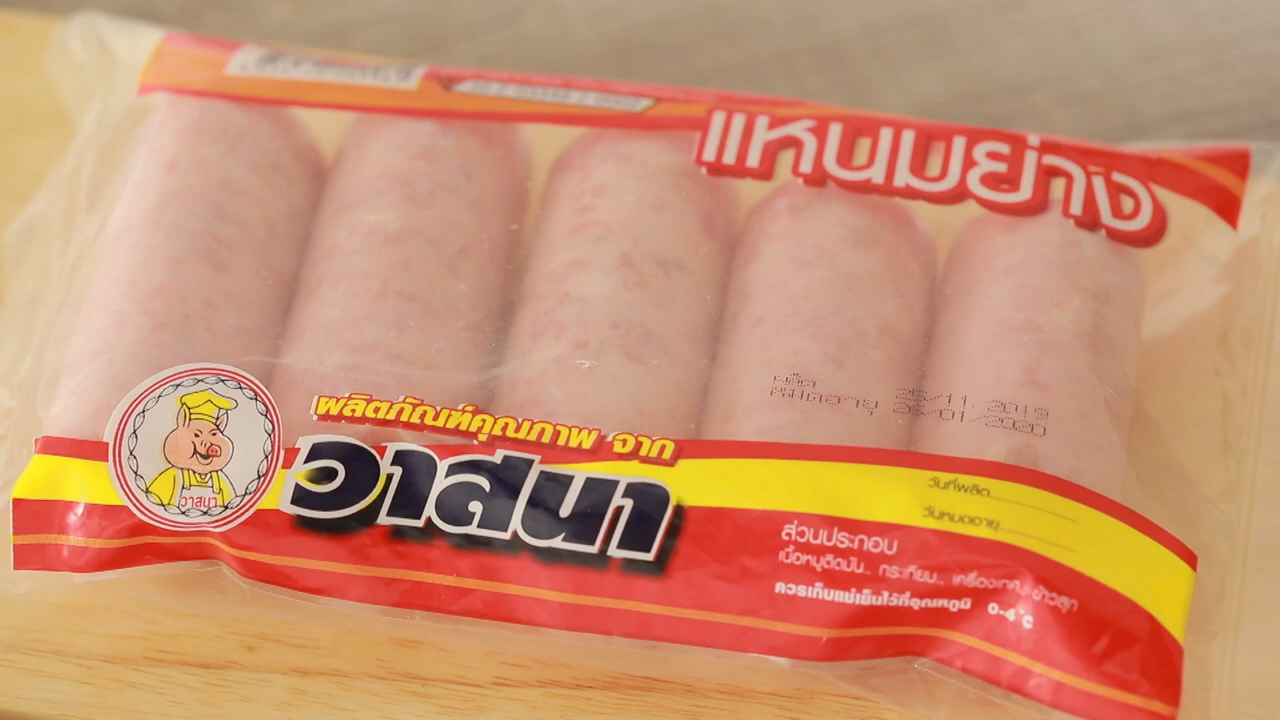 แหนมย่าง
ผลิต 25/11/2019
หมดอายุ 25/01/2020
ผลิตภัณฑ์คุณภาพ จาก
วาสนา
วาสนา
วันที่ผลิต
วันหมดอายุ
ส่วนประกอบ
เนื้อหมูติดมัน.. กระเทียม.. เครื่องเทศ.. ข้าวสุก
ควรเก็บแช่เย็นไว้ที่อุณหภูมิ 0-4 ํc